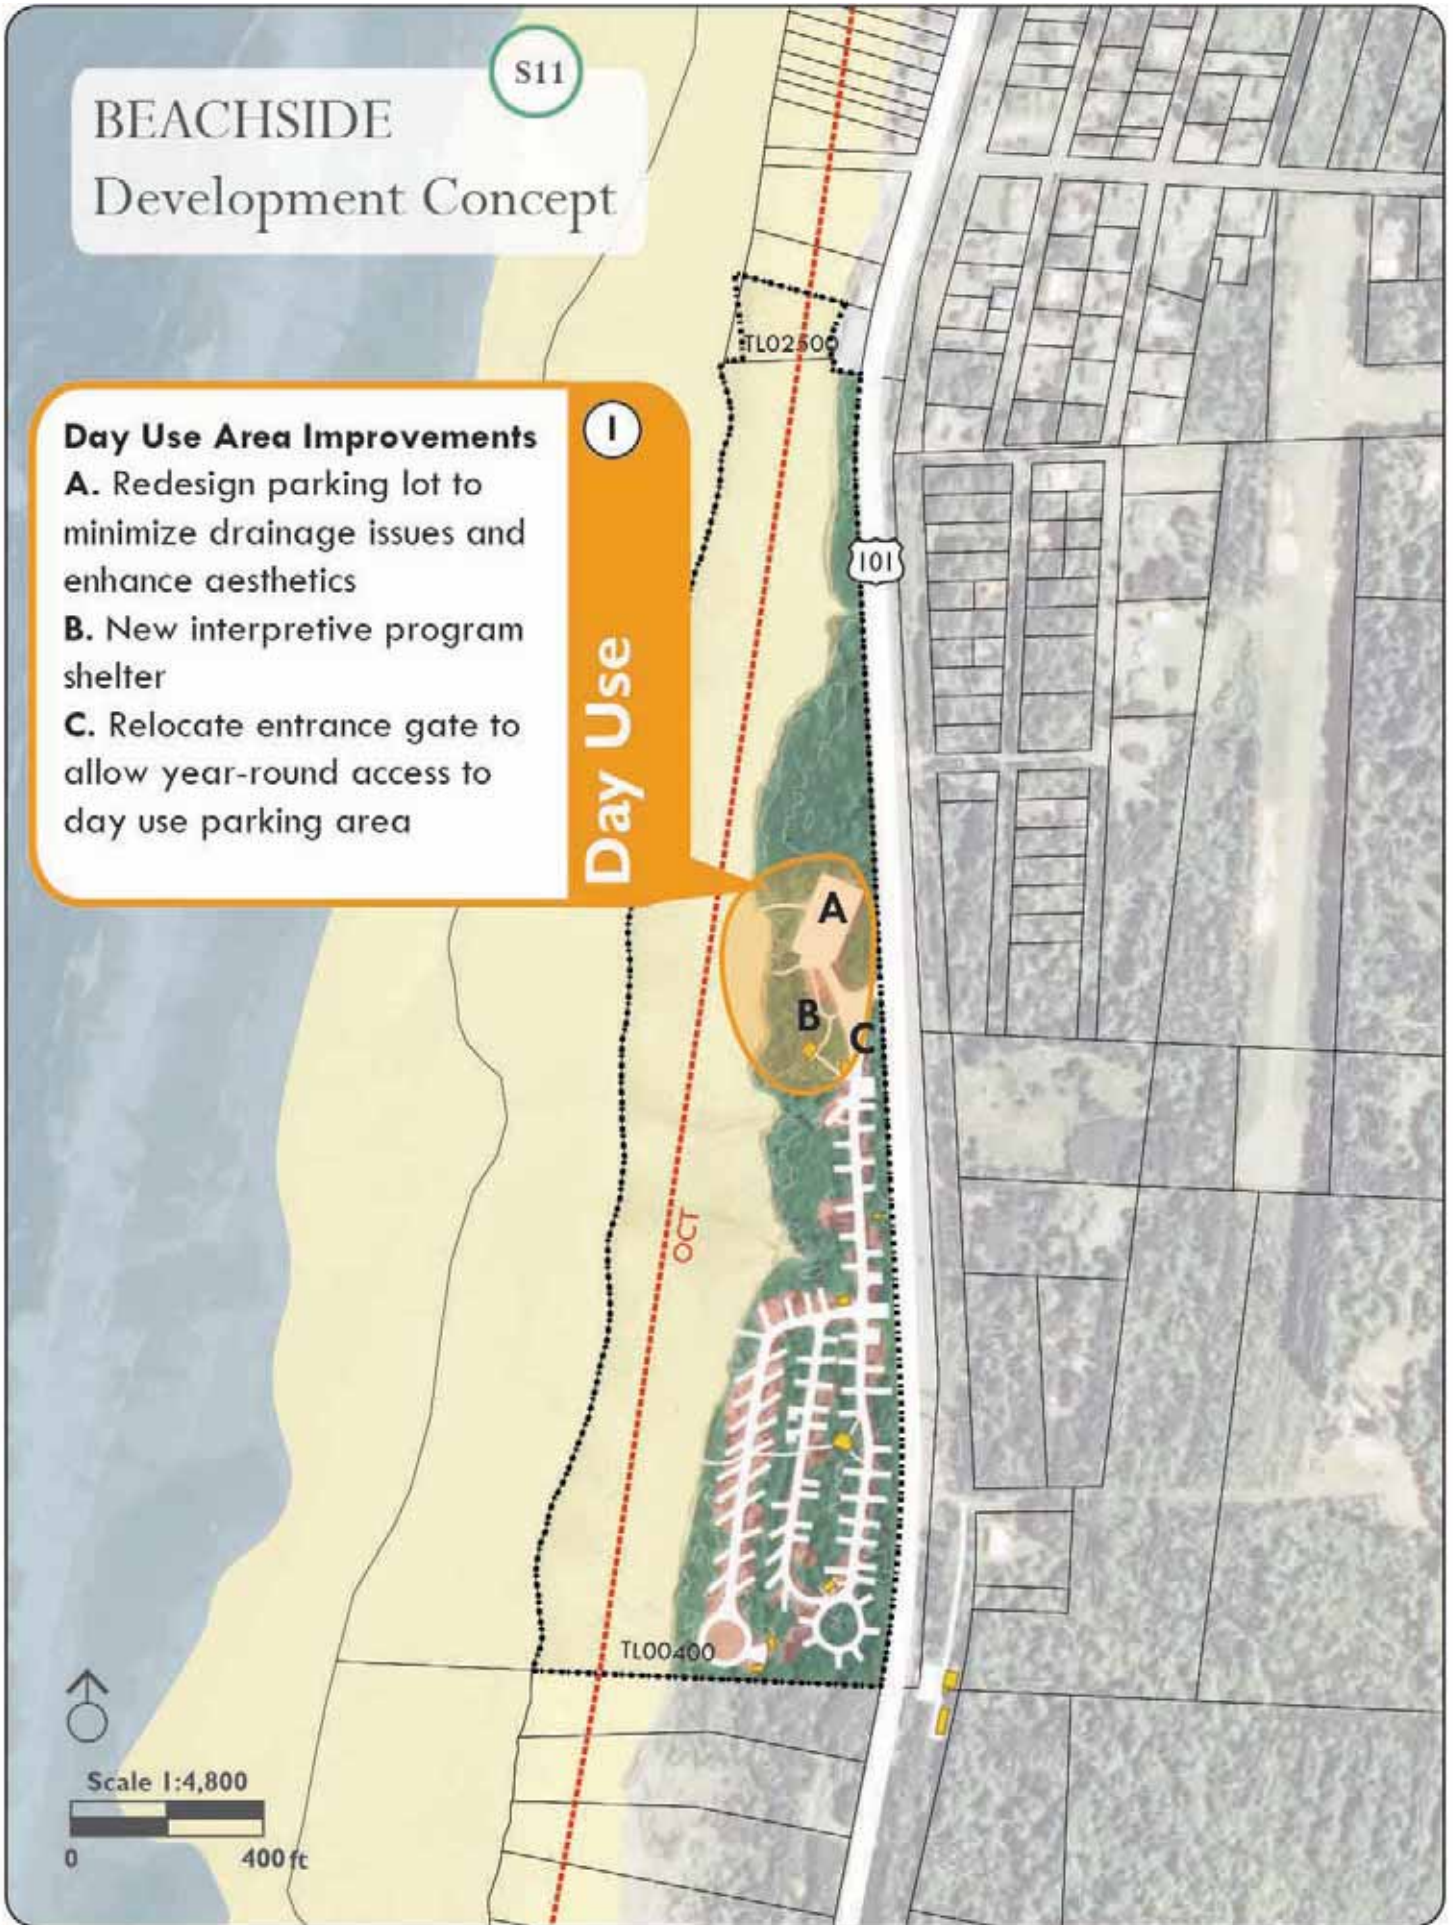 S11
BEACHSIDE
Development Concept
TL02500
Day Use Area Improvements
A. Redesign parking lot to
minimize drainage issues and
enhance aesthetics
B. New interpretive program
shelter
C. Relocate entrance gate to
allow year-round access to
day use parking area
1
Day Use
101
A
B
C
OCT
TL00400
Scale 1:4,800
0 400 ft